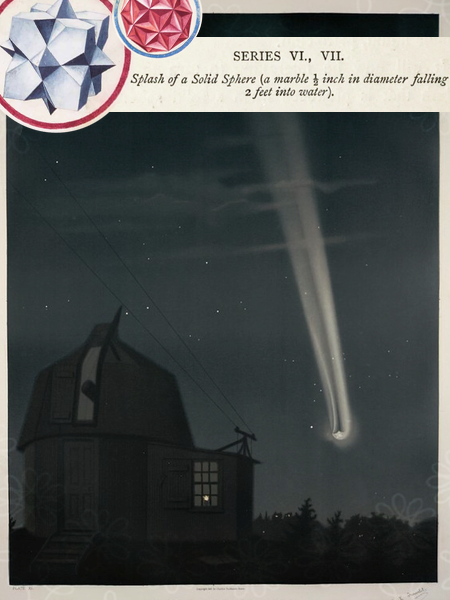 SERIES VI., VII.
Splash of a Solid Sphere (a marble ½ inch in diameter falling
2 feet into water).